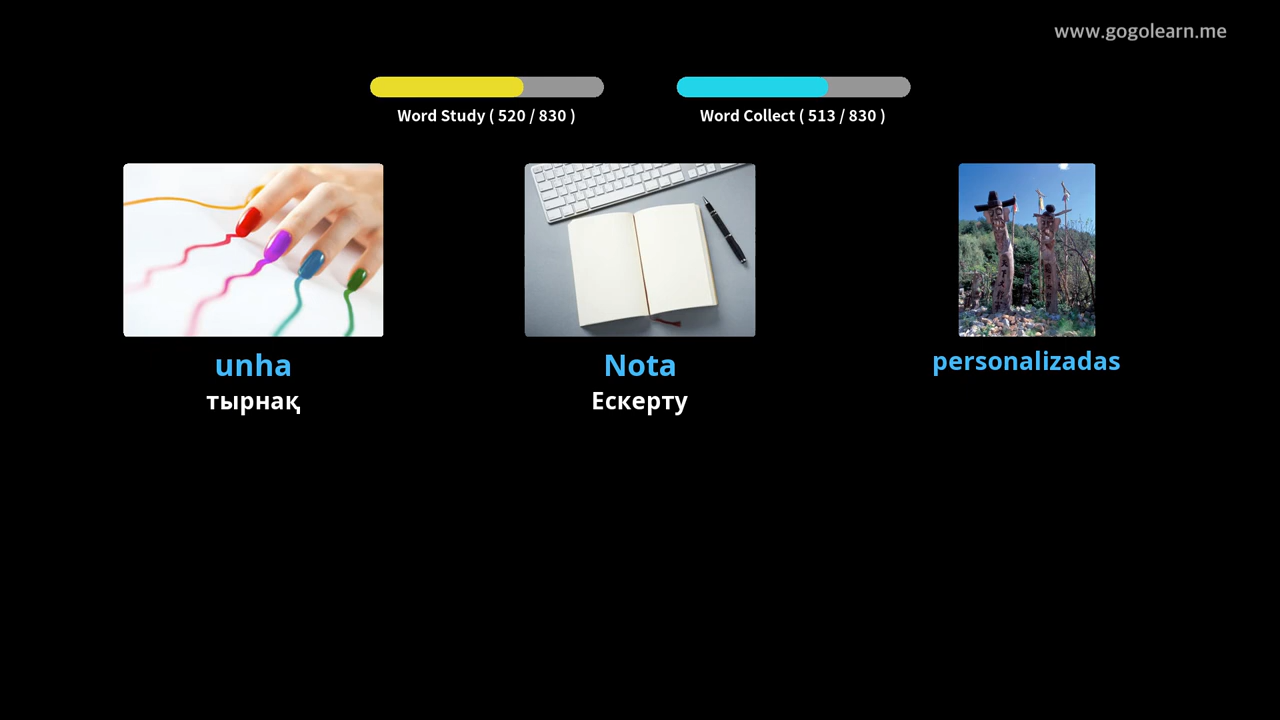 www.gogolearn.me
Word Study ( 520 / 830 )
Word Collect ( 513 / 830 )
unha
Nota
personalizadas
тырнақ
Ескерту